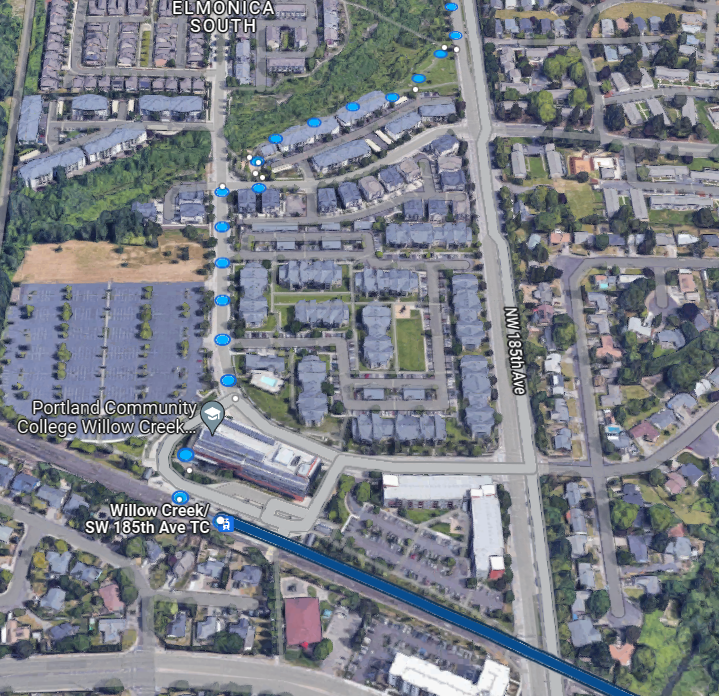 ELMONICA
SOUTH
NW 185th Ave
Portland Community
College Willow Creek...
Willow Creek/
SW 185th Ave TC